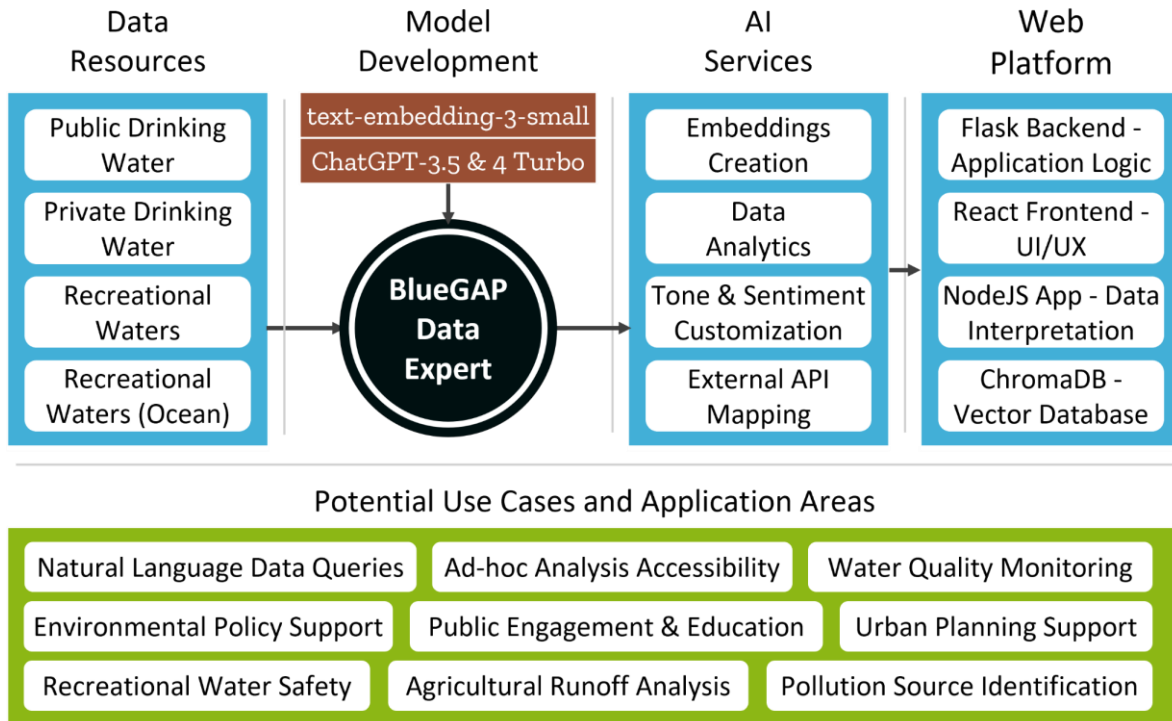 Data
Resources
Model
Development
AI
Services
Web
Platform
Public Drinking
Water
Private Drinking
Water
Recreational
Waters
Recreational
Waters (Ocean)
text-embedding-3-small
ChatGPT-3.5 & 4 Turbo
BlueGAP
Data
Expert
Embeddings
Creation
Data
Analytics
Tone & Sentiment
Customization
External API
Mapping
Flask Backend -
Application Logic
React Frontend -
UI/UX
NodeJS App - Data
Interpretation
ChromaDB -
Vector Database
Potential Use Cases and Application Areas
Natural Language Data Queries
Ad-hoc Analysis Accessibility
Water Quality Monitoring
Environmental Policy Support
Public Engagement & Education
Urban Planning Support
Recreational Water Safety
Agricultural Runoff Analysis
Pollution Source Identification